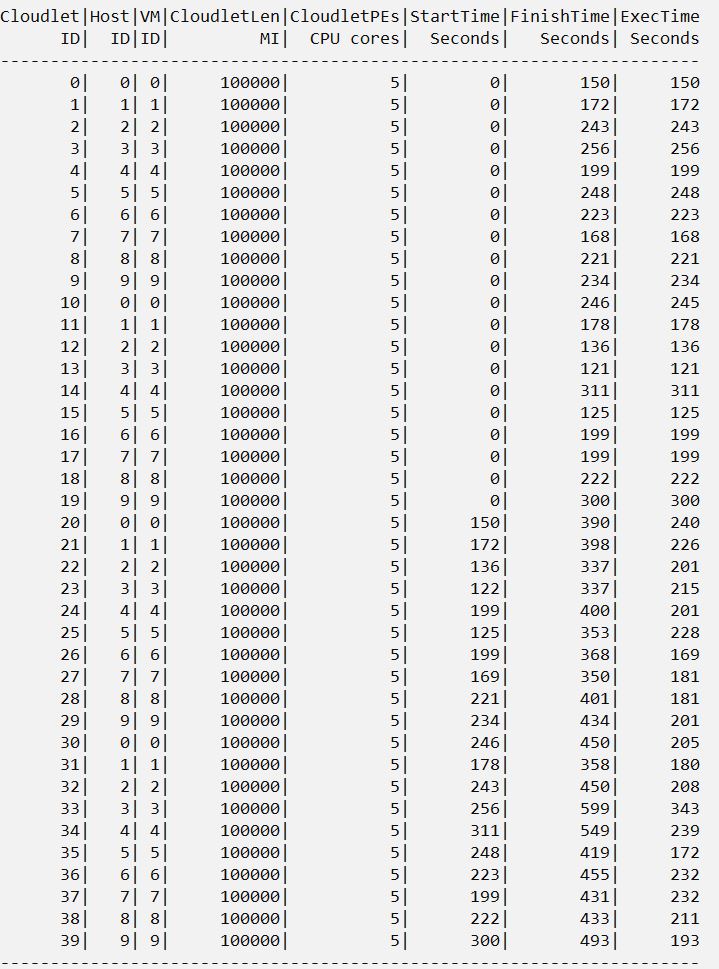 Cloudlet|Host|VM|CloudletLen|CloudletPEs|StartTime|FinishTime|ExecTime
      ID|  ID|ID|         MI|  CPU cores|  Seconds|   Seconds| Seconds
----------------------------------------------------------------------
       0|   0| 0|     100000|          5|        0|       150|     150
       1|   1| 1|     100000|          5|        0|       172|     172
       2|   2| 2|     100000|          5|        0|       243|     243
       3|   3| 3|     100000|          5|        0|       256|     256
       4|   4| 4|     100000|          5|        0|       199|     199
       5|   5| 5|     100000|          5|        0|       248|     248
       6|   6| 6|     100000|          5|        0|       223|     223
       7|   7| 7|     100000|          5|        0|       168|     168
       8|   8| 8|     100000|          5|        0|       221|     221
       9|   9| 9|     100000|          5|        0|       234|     234
      10|   0| 0|     100000|          5|        0|       246|     245
      11|   1| 1|     100000|          5|        0|       178|     178
      12|   2| 2|     100000|          5|        0|       136|     136
      13|   3| 3|     100000|          5|        0|       121|     121
      14|   4| 4|     100000|          5|        0|       311|     311
      15|   5| 5|     100000|          5|        0|       125|     125
      16|   6| 6|     100000|          5|        0|       199|     199
      17|   7| 7|     100000|          5|        0|       199|     199
      18|   8| 8|     100000|          5|        0|       222|     222
      19|   9| 9|     100000|          5|        0|       300|     300
      20|   0| 0|     100000|          5|      150|       390|     240
      21|   1| 1|     100000|          5|      172|       398|     226
      22|   2| 2|     100000|          5|      136|       337|     201
      23|   3| 3|     100000|          5|      122|       337|     215
      24|   4| 4|     100000|          5|      199|       400|     201
      25|   5| 5|     100000|          5|      125|       353|     228
      26|   6| 6|     100000|          5|      199|       368|     169
      27|   7| 7|     100000|          5|      169|       350|     181
      28|   8| 8|     100000|          5|      221|       401|     181
      29|   9| 9|     100000|          5|      234|       434|     201
      30|   0| 0|     100000|          5|      246|       450|     205
      31|   1| 1|     100000|          5|      178|       358|     180
      32|   2| 2|     100000|          5|      243|       450|     208
      33|   3| 3|     100000|          5|      256|       599|     343
      34|   4| 4|     100000|          5|      311|       549|     239
      35|   5| 5|     100000|          5|      248|       419|     172
      36|   6| 6|     100000|          5|      223|       455|     232
      37|   7| 7|     100000|          5|      199|       431|     232
      38|   8| 8|     100000|          5|      222|       433|     211
      39|   9| 9|     100000|          5|      300|       493|     193
----------------------------------------------------------------------